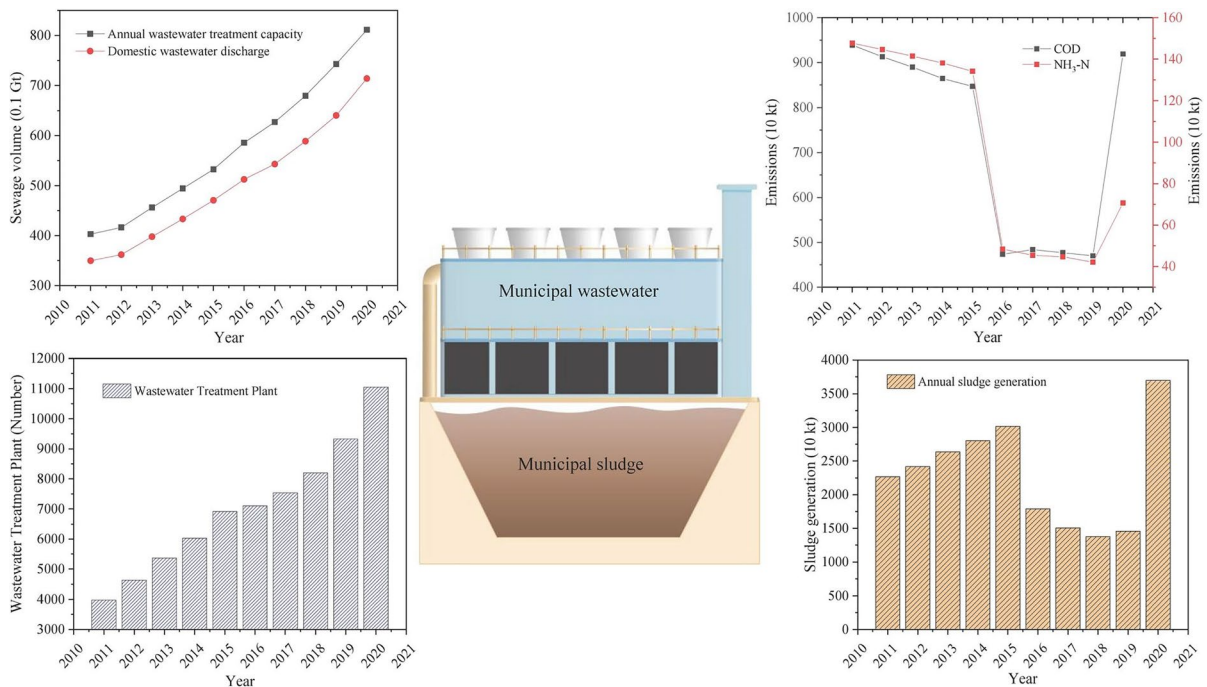 Annual wastewater treatment capacity
Domestic wastewater discharge
Sewage volume (0.1 Gt)
800
700
600
500
400
300
2010 2011 2012 2013 2014 2015 2016 2017 2018 2019 2020 2021
Year
COD
NH3-N
Emissions (10 kt)
1000
900
800
700
600
500
400
Emissions (10 kt)
160
140
120
100
80
60
40
2010 2011 2012 2013 2014 2015 2016 2017 2018 2019 2020 2021
Year
Municipal wastewater
Municipal sludge
Wastewater Treatment Plant
Wastewater Treatment Plant (Number)
12000
11000
10000
9000
8000
7000
6000
5000
4000
3000
2010 2011 2012 2013 2014 2015 2016 2017 2018 2019 2020 2021
Year
Annual sludge generation
Sludge generation (10 kt)
4000
3500
3000
2500
2000
1500
1000
500
0
2010 2011 2012 2013 2014 2015 2016 2017 2018 2019 2020 2021
Year